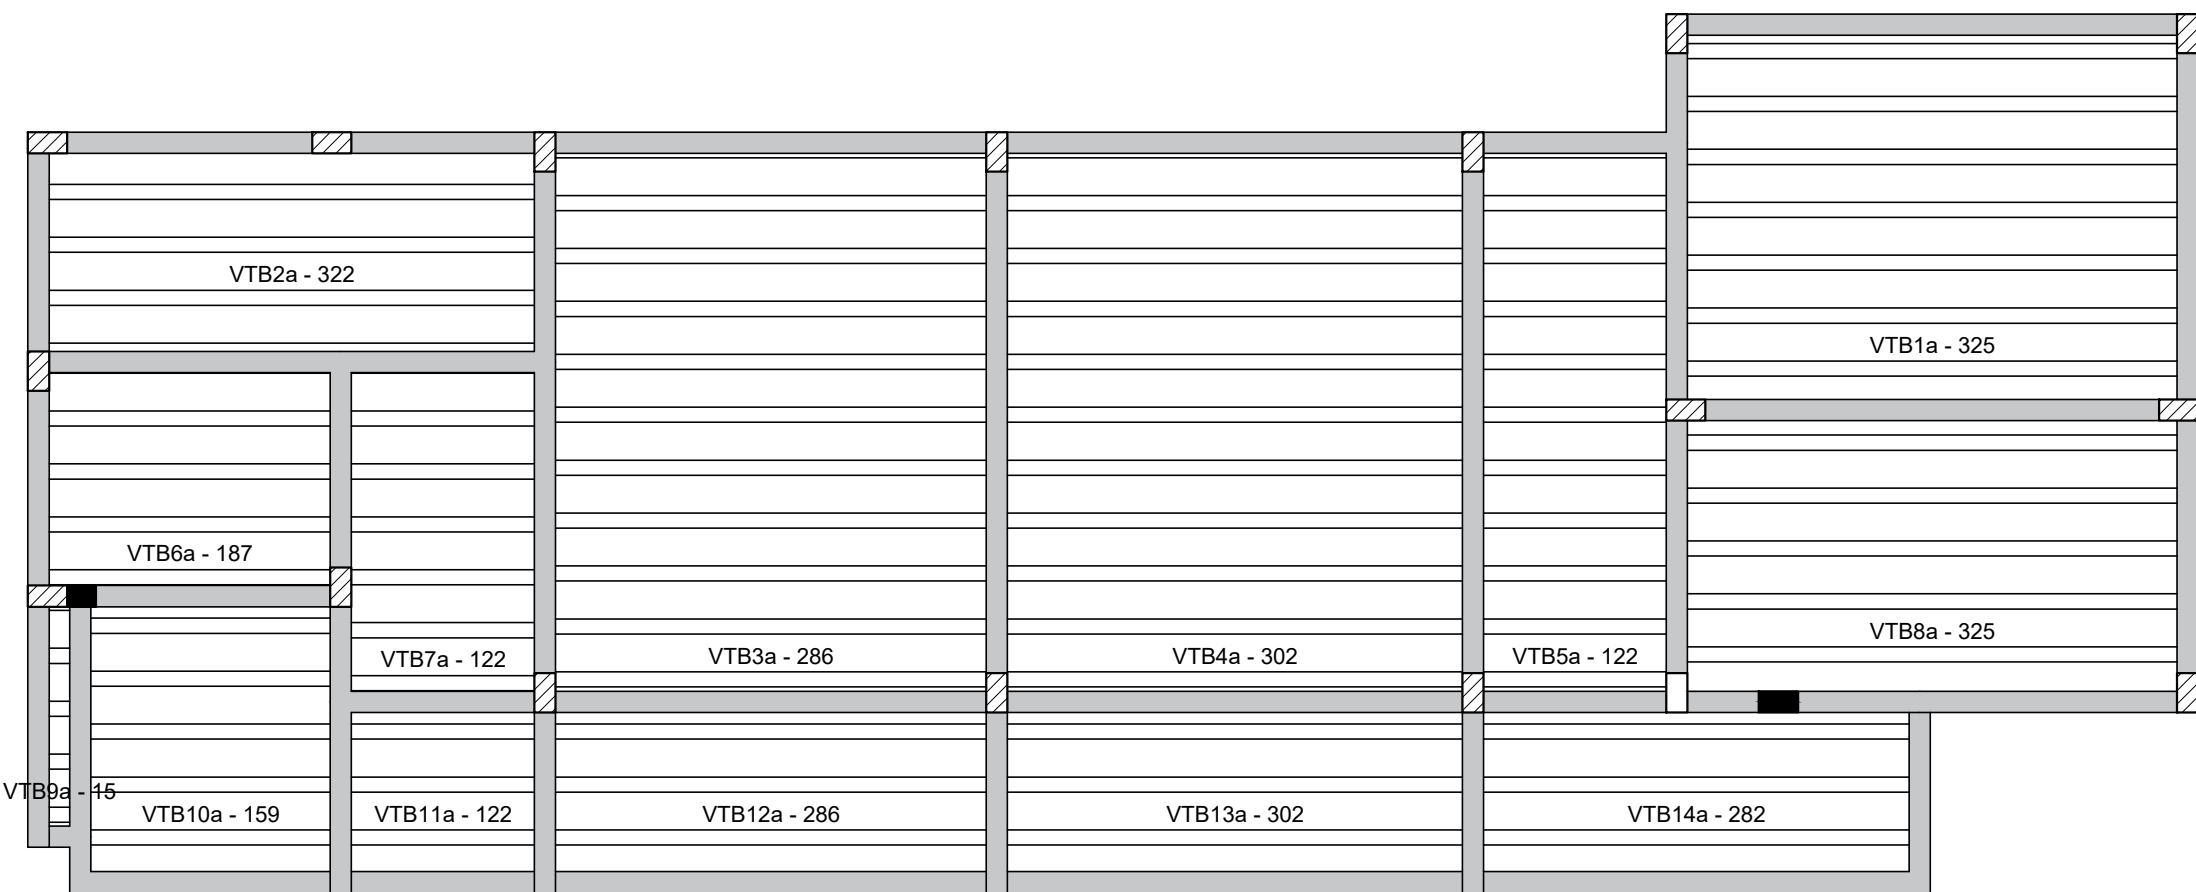 VTB2a - 322
VTB1a - 325
VTB6a - 187
VTB8a - 325
VTB7a - 122
VTB3a - 286
VTB4a - 302
VTB5a - 122
VTB9a - 15
VTB10a - 159
VTB11a - 122
VTB12a - 286
VTB13a - 302
VTB14a - 282